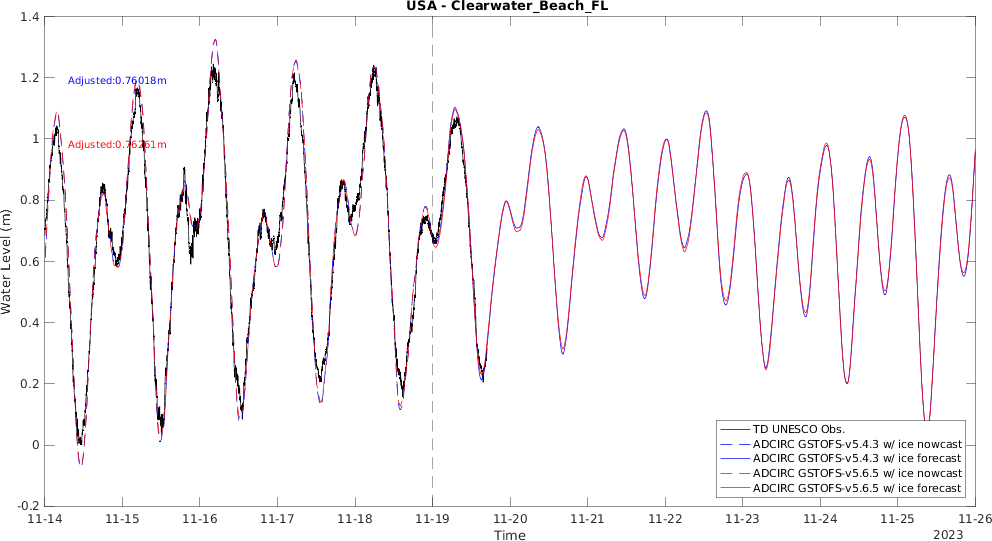 USA - Clearwater_Beach_FL
1.4
1.2
1
0.8
0.6
0.4
0.2
0
-0.2
Water Level (m)
Adjusted:0.76018m
Adjusted:0.76261m
TD UNESCO Obs.
ADCIRC GSTOFS-v5.4.3 w/ ice nowcast
ADCIRC GSTOFS-v5.4.3 w/ ice forecast
ADCIRC GSTOFS-v5.6.5 w/ ice nowcast
ADCIRC GSTOFS-v5.6.5 w/ ice forecast
11-14 11-15 11-16 11-17 11-18 11-19 11-20 11-21 11-22 11-23 11-24 11-25 11-26
Time
2023